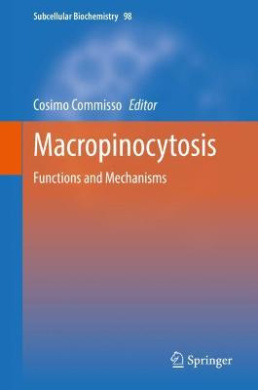 Subcellular Biochemistry 98
Cosimo Commisso Editor
Macropinocytosis
Functions and Mechanisms
Springer